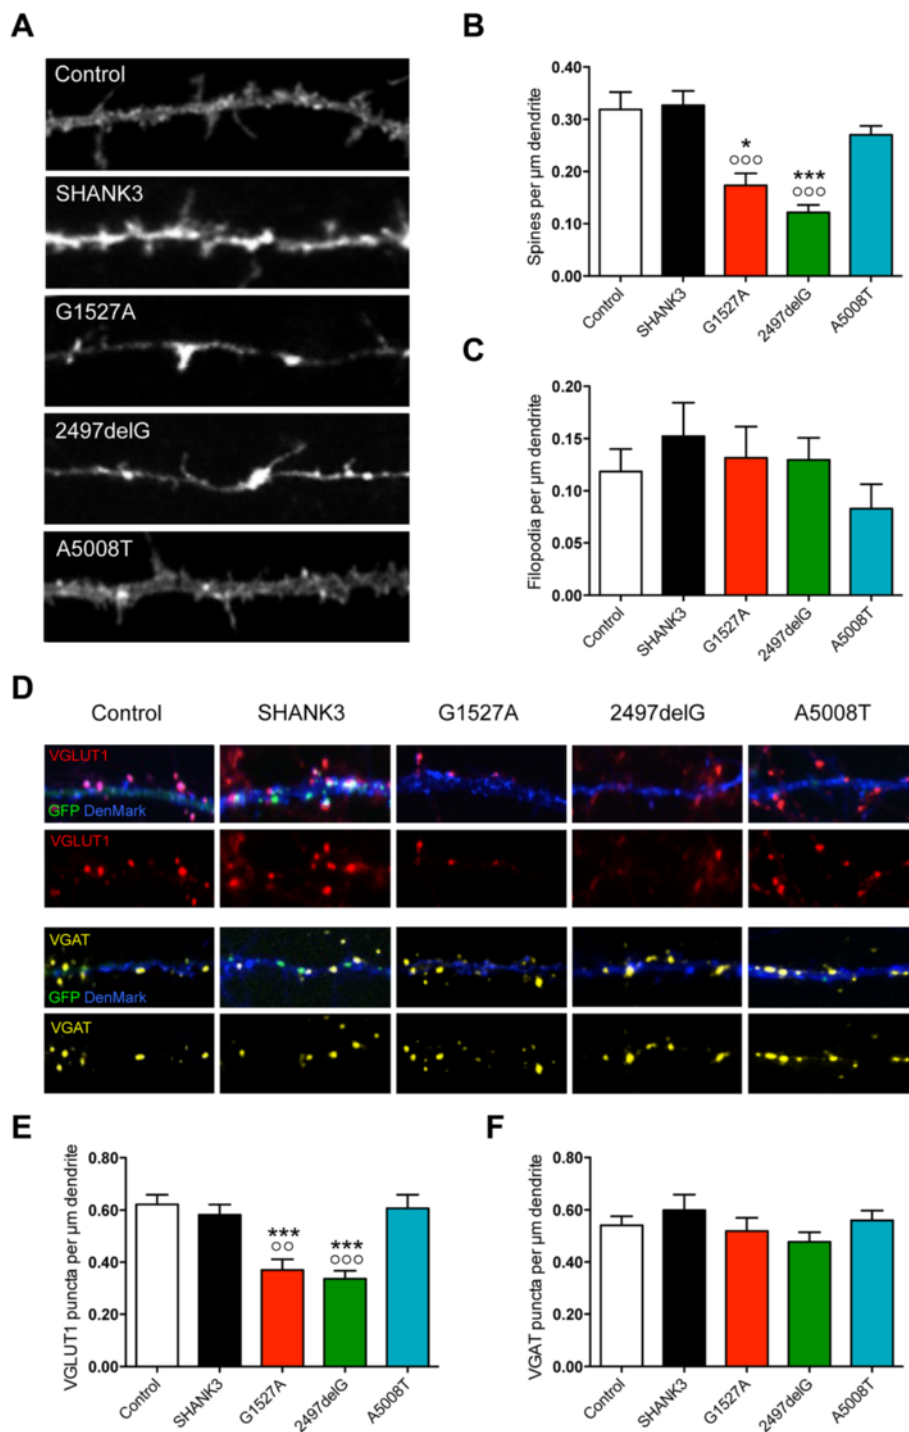 A
Control
SHANK3
G1527A
2497delG
A5008T
B
Spines per µm dendrite
0.40
0.30
0.20
0.10
0.00
*
○○○
***
○○○
Control
SHANK3
G1527A
2497delG
A5008T
C
Filopodia per µm dendrite
0.20
0.15
0.10
0.05
0.00
Control
SHANK3
G1527A
2497delG
A5008T
D
Control SHANK3 G1527A 2497delG A5008T
VGLUT1
GFP DenMark
VGLUT1
VGAT
GFP DenMark
VGAT
E
VGLUT1 puncta per µm dendrite
0.80
0.60
0.40
0.20
0.00
***
○○
***
○○○
Control
SHANK3
G1527A
2497delG
A5008T
F
VGAT puncta per µm dendrite
0.80
0.60
0.40
0.20
0.00
Control
SHANK3
G1527A
2497delG
A5008T